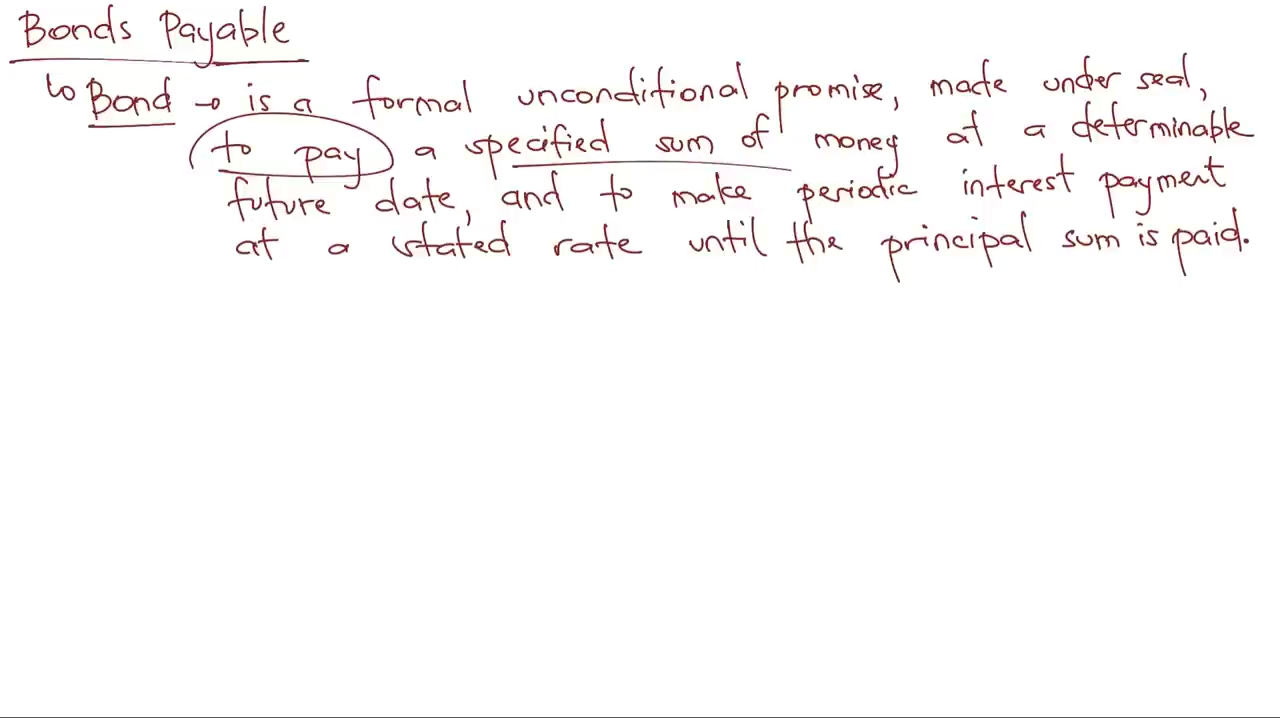 Bonds Payable
↳ Bond → is a formal unconditional promise, made under seal,
to pay a specified sum of money at a determinable
future date, and to make periodic interest payment
at a stated rate until the principal sum is paid.